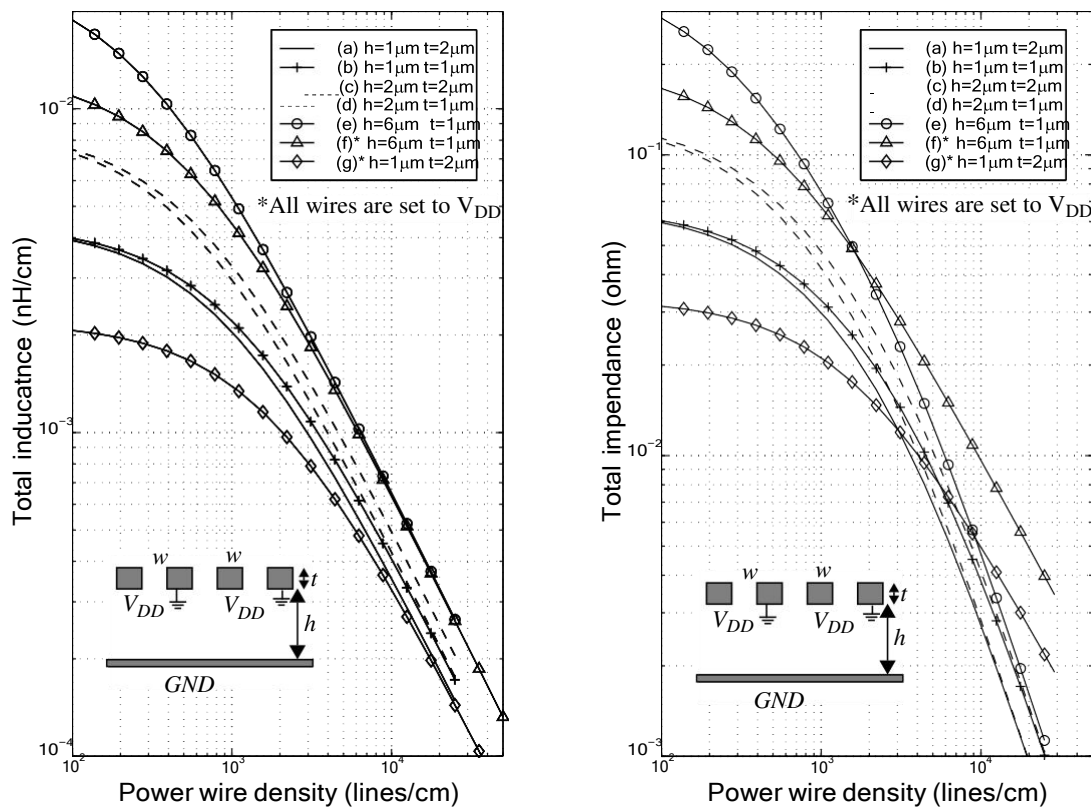 (a) h=1μm t=2μm
(b) h=1μm t=1μm
(c) h=2μm t=2μm
(d) h=2μm t=1μm
(e) h=6μm t=1μm
(f)* h=6μm t=1μm
(g)* h=1μm t=2μm
*All wires are set to V_DD
Total inducatnce (nH/cm)
10^-2
10^-3
10^-4
w w
t
V_DD V_DD
h
GND
10^2 10^3 10^4
Power wire density (lines/cm)
(a) h=1μm t=2μm
(b) h=1μm t=1μm
(c) h=2μm t=2μm
(d) h=2μm t=1μm
(e) h=6μm t=1μm
(f)* h=6μm t=1μm
(g)* h=1μm t=2μm
*All wires are set to V_DD
Total impendance (ohm)
10^-1
10^-2
10^-3
w w
t
V_DD V_DD
h
GND
10^2 10^3 10^4
Power wire density (lines/cm)